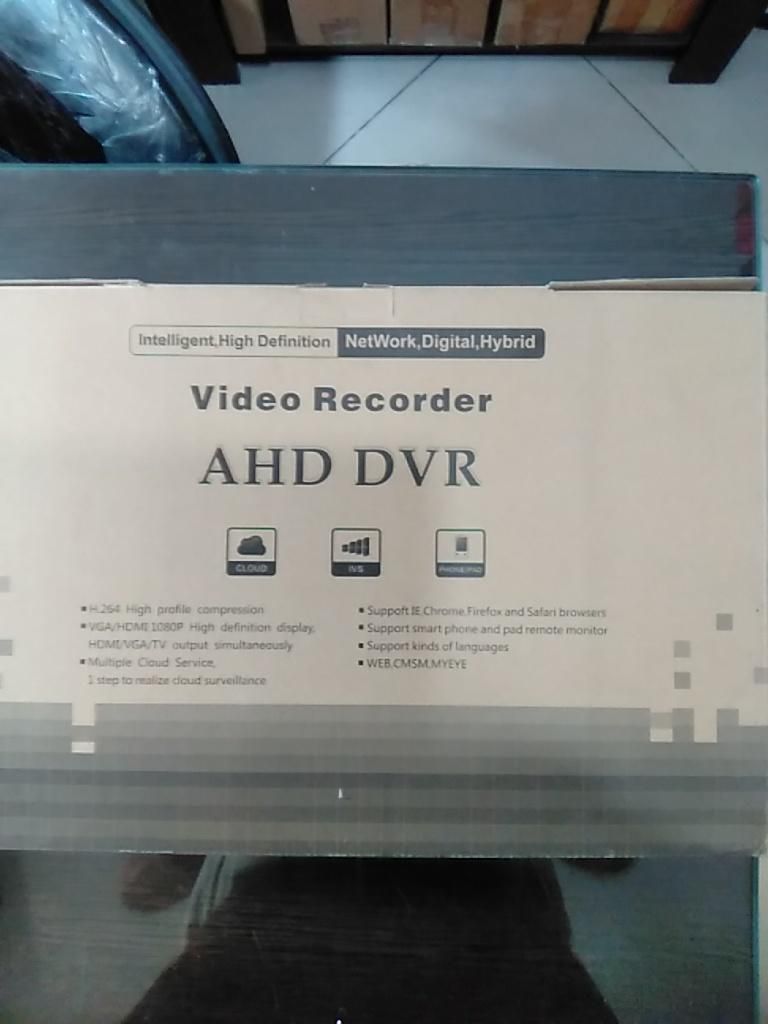 Intelligent,High Definition NetWork,Digital,Hybrid
Video Recorder
AHD DVR
CLOUD
IVS
PHONE/PAD
▪ H.264 High profile compression
▪ VGA/HDMI 1080P High definition display,
HDMI/VGA/TV output simultaneously
▪ Multiple Cloud Service,
1 step to realize cloud surveillance
▪ Suppoft IE,Chrome,Firefox and Safari browsers
▪ Support smart phone and pad remote monitor
▪ Support kinds of languages
▪ WEB,CMSM,MYEYE